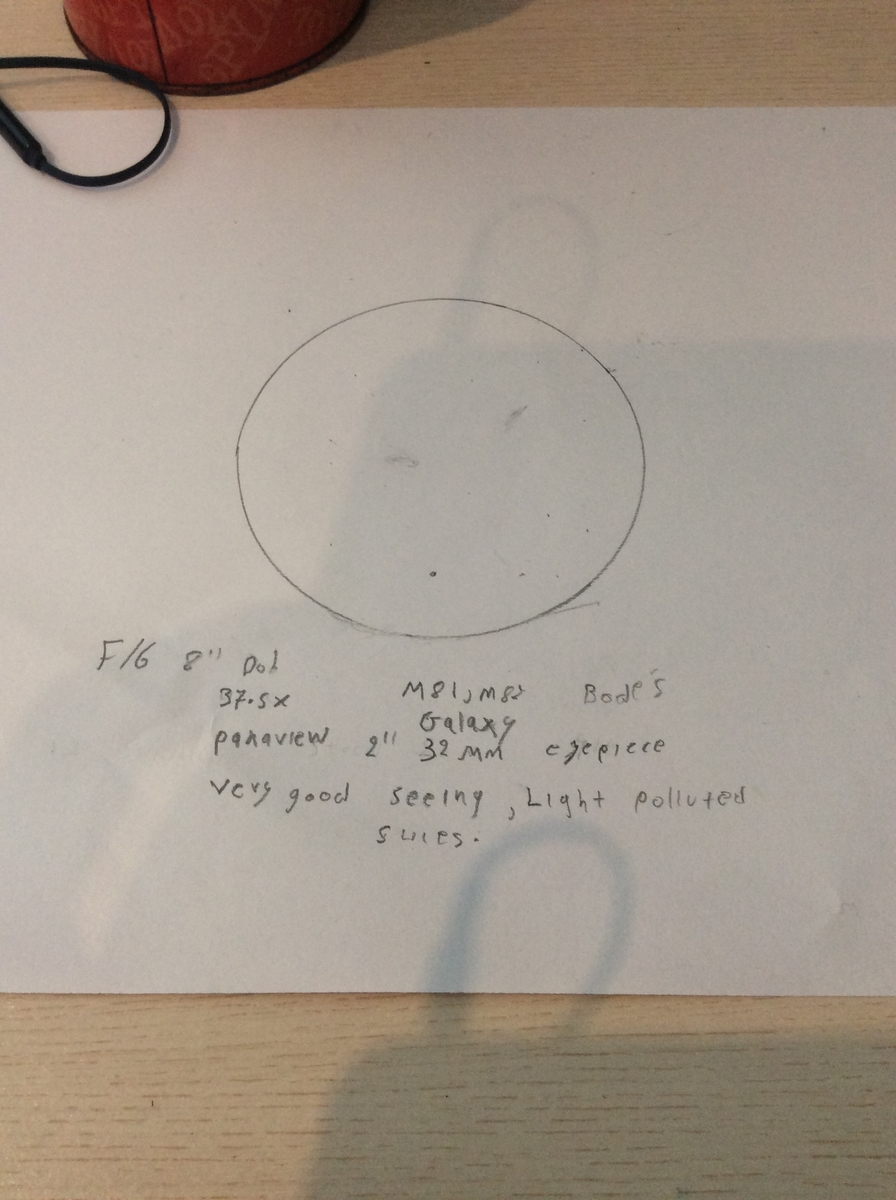 F/6 8" Dob
37.5x M81, M82 Bode's
Galaxy
panaview 2" 32 mm eyepiece
very good seeing, Light polluted
skies.